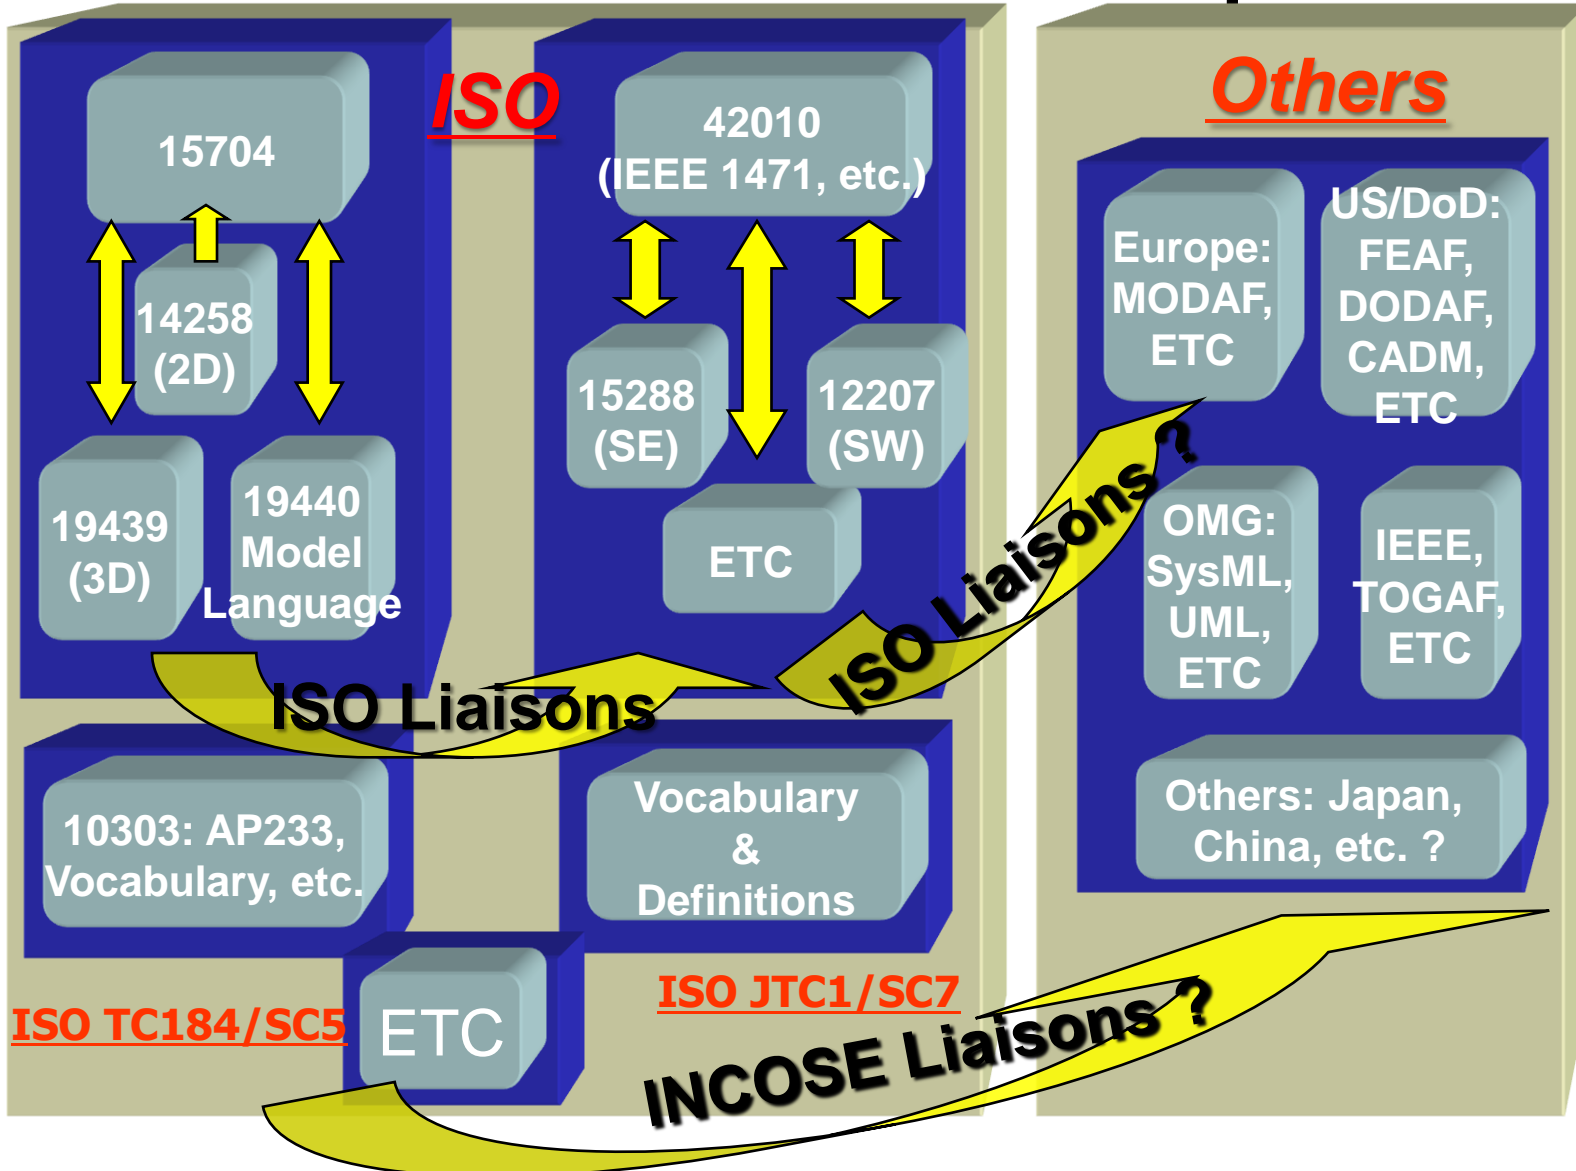 ISO
15704
14258
(2D)
19439
(3D)
19440
Model
Language
42010
(IEEE 1471, etc.)
15288
(SE)
12207
(SW)
ETC
ISO Liaisons
ISO Liaisons ?
10303: AP233,
Vocabulary, etc.
Vocabulary
&
Definitions
ISO TC184/SC5
ETC
ISO JTC1/SC7
INCOSE Liaisons ?
Others
Europe:
MODAF,
ETC
US/DoD:
FEAF,
DODAF,
CADM,
ETC
OMG:
SysML,
UML,
ETC
IEEE,
TOGAF,
ETC
Others: Japan,
China, etc. ?